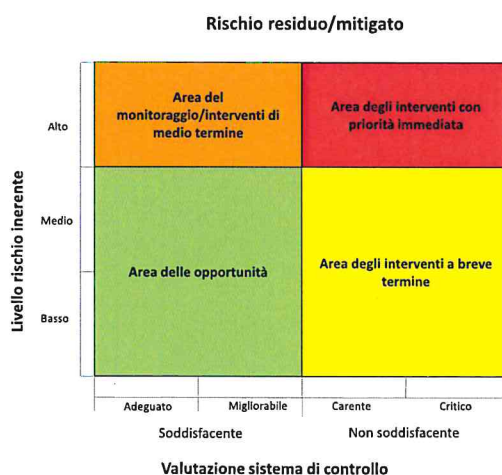 Rischio residuo/mitigato
Area del
monitoraggio/interventi di
medio termine
Area degli interventi con
priorità immediata
Alto
Livello rischio inerente
Medio
Area delle opportunità
Area degli interventi a breve
termine
Basso
Adeguato
Migliorabile
Carente
Critico
Soddisfacente
Non soddisfacente
Valutazione sistema di controllo